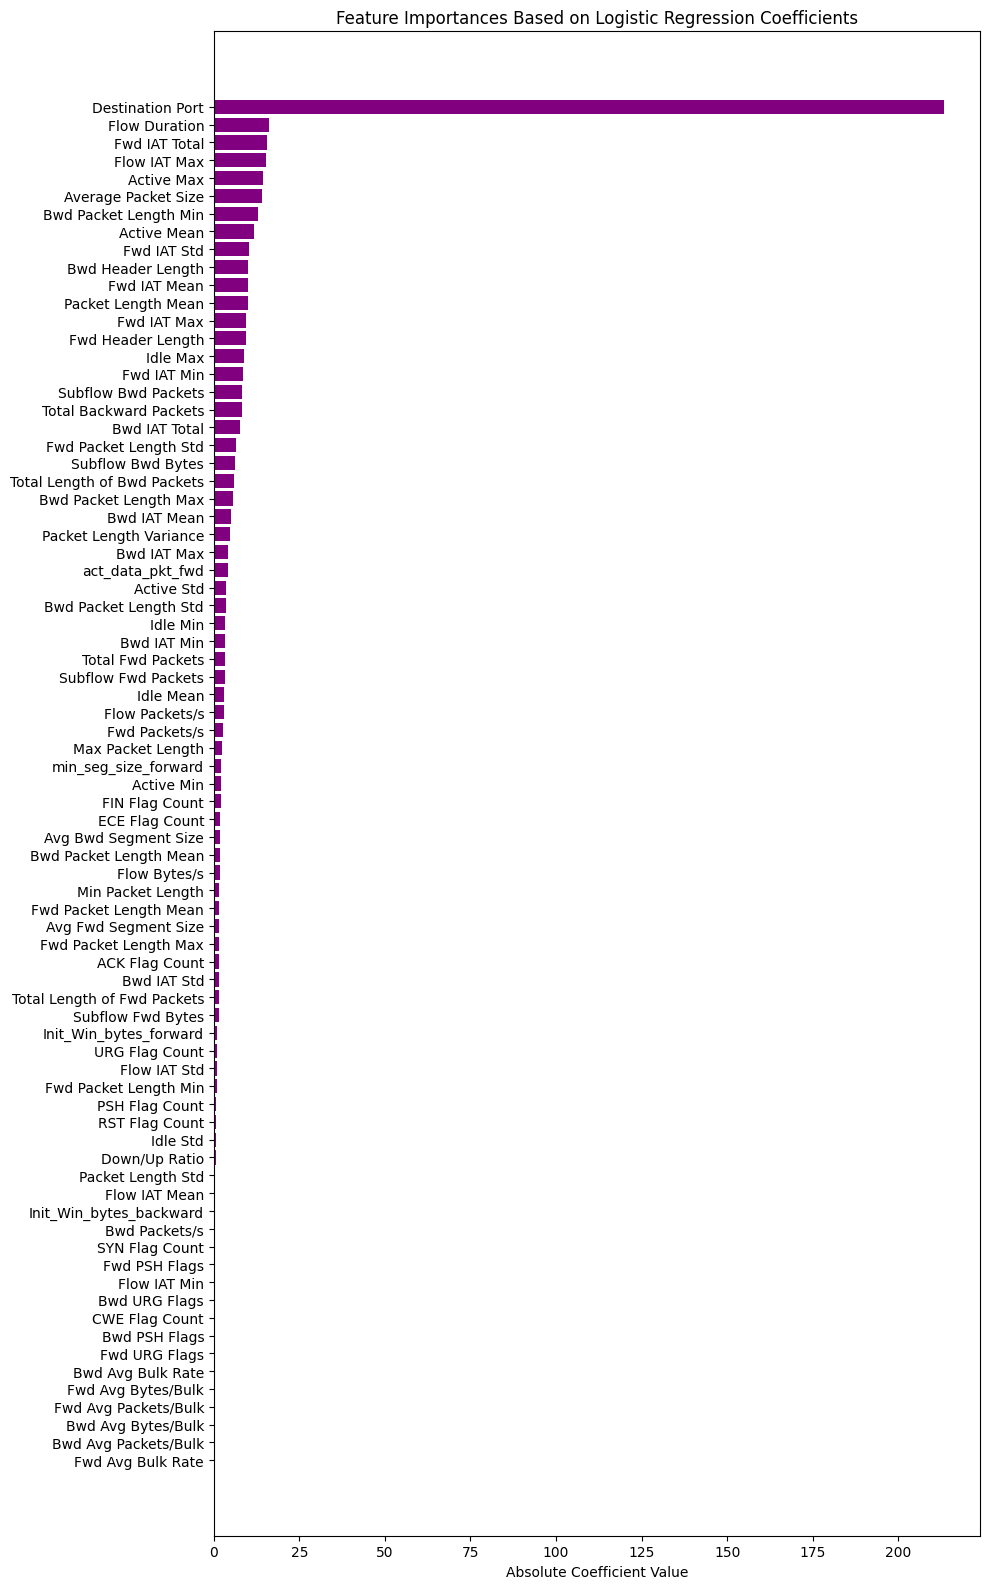 Feature Importances Based on Logistic Regression Coefficients
Destination Port
Flow Duration
Fwd IAT Total
Flow IAT Max
Active Max
Average Packet Size
Bwd Packet Length Min
Active Mean
Fwd IAT Std
Bwd Header Length
Fwd IAT Mean
Packet Length Mean
Fwd IAT Max
Fwd Header Length
Idle Max
Fwd IAT Min
Subflow Bwd Packets
Total Backward Packets
Bwd IAT Total
Fwd Packet Length Std
Subflow Bwd Bytes
Total Length of Bwd Packets
Bwd Packet Length Max
Bwd IAT Mean
Packet Length Variance
Bwd IAT Max
act_data_pkt_fwd
Active Std
Bwd Packet Length Std
Idle Min
Bwd IAT Min
Total Fwd Packets
Subflow Fwd Packets
Idle Mean
Flow Packets/s
Fwd Packets/s
Max Packet Length
min_seg_size_forward
Active Min
FIN Flag Count
ECE Flag Count
Avg Bwd Segment Size
Bwd Packet Length Mean
Flow Bytes/s
Min Packet Length
Fwd Packet Length Mean
Avg Fwd Segment Size
Fwd Packet Length Max
ACK Flag Count
Bwd IAT Std
Total Length of Fwd Packets
Subflow Fwd Bytes
Init_Win_bytes_forward
URG Flag Count
Flow IAT Std
Fwd Packet Length Min
PSH Flag Count
RST Flag Count
Idle Std
Down/Up Ratio
Packet Length Std
Flow IAT Mean
Init_Win_bytes_backward
Bwd Packets/s
SYN Flag Count
Fwd PSH Flags
Flow IAT Min
Bwd URG Flags
CWE Flag Count
Bwd PSH Flags
Fwd URG Flags
Bwd Avg Bulk Rate
Fwd Avg Bytes/Bulk
Fwd Avg Packets/Bulk
Bwd Avg Bytes/Bulk
Bwd Avg Packets/Bulk
Fwd Avg Bulk Rate
0 25 50 75 100 125 150 175 200
Absolute Coefficient Value